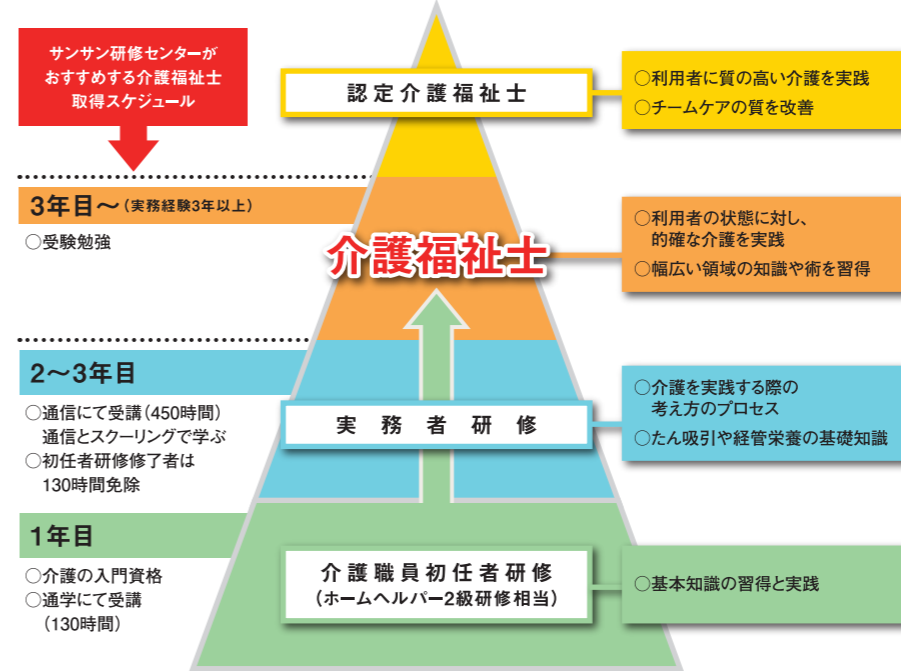 サンサン研修センターが
おすすめする介護福祉士
取得スケジュール
認定介護福祉士
○利用者に質の高い介護を実践
○チームケアの質を改善
3年目～（実務経験3年以上）
○受験勉強
介護福祉士
○利用者の状態に対し、
的確な介護を実践
○幅広い領域の知識や術を習得
2～3年目
○通信にて受講（450時間）
通信とスクーリングで学ぶ
○初任者研修修了者は
130時間免除
実務者研修
○介護を実践する際の
考え方のプロセス
○たん吸引や経管栄養の基礎知識
1年目
○介護の入門資格
○通学にて受講
（130時間）
介護職員初任者研修
（ホームヘルパー2級研修相当）
○基本知識の習得と実践